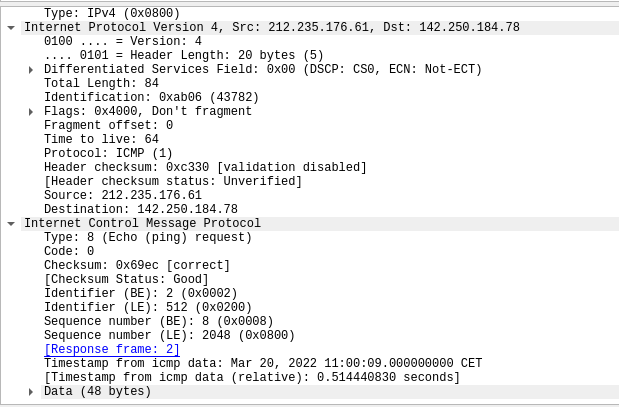 Type: IPv4 (0x0800)
Internet Protocol Version 4, Src: 212.235.176.61, Dst: 142.250.184.78
0100 .... = Version: 4
.... 0101 = Header Length: 20 bytes (5)
Differentiated Services Field: 0x00 (DSCP: CS0, ECN: Not-ECT)
Total Length: 84
Identification: 0xab06 (43782)
Flags: 0x4000, Don't fragment
Fragment offset: 0
Time to live: 64
Protocol: ICMP (1)
Header checksum: 0xc330 [validation disabled]
[Header checksum status: Unverified]
Source: 212.235.176.61
Destination: 142.250.184.78
Internet Control Message Protocol
Type: 8 (Echo (ping) request)
Code: 0
Checksum: 0x69ec [correct]
[Checksum Status: Good]
Identifier (BE): 2 (0x0002)
Identifier (LE): 512 (0x0200)
Sequence number (BE): 8 (0x0008)
Sequence number (LE): 2048 (0x0800)
[Response frame: 2]
Timestamp from icmp data: Mar 20, 2022 11:00:09.000000000 CET
[Timestamp from icmp data (relative): 0.514440830 seconds]
Data (48 bytes)